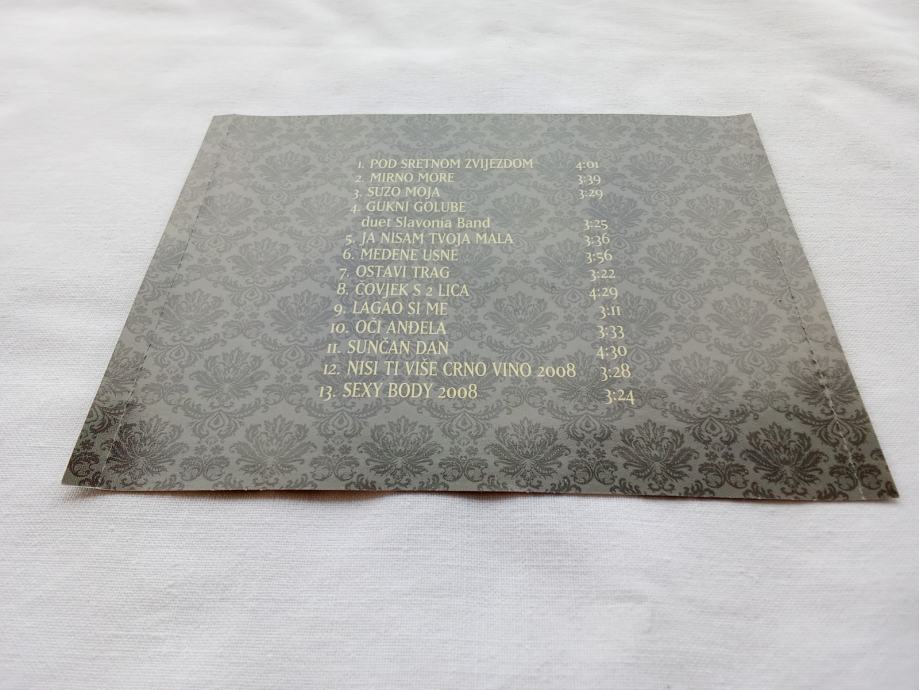 1. POD SRETNOM ZVIJEZDOM 4:01
2. MIRNO MORE 3:39
3. SUZO MOJA 3:29
4. GUKNI GOLUBE
duet Slavonia Band 3:25
5. JA NISAM TVOJA MALA 3:36
6. MEDENE USNE 3:56
7. OSTAVI TRAG 3:22
8. ČOVJEK S 2 LICA 4:29
9. LAGAO SI ME 3:11
10. OČI ANĐELA 3:33
11. SUNČAN DAN 4:30
12. NISI TI VIŠE CRNO VINO 2008 3:28
13. SEXY BODY 2008 3:24